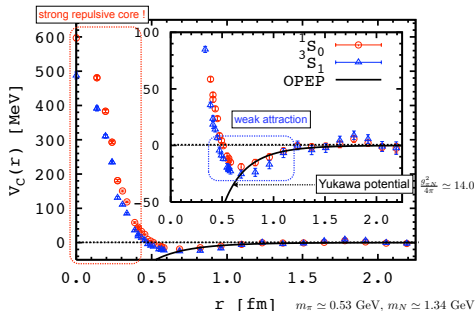 strong repulsive core !
600
500
400
300
200
100
0
V_C(r) [MeV]
100
50
0
−50
¹S₀
³S₁
OPEP
weak attraction
Yukawa potential
g²_πN/4π ≃ 14.0
0.0 0.5 1.0 1.5 2.0
0.0 0.5 1.0 1.5 2.0
r [fm]
m_π ≃ 0.53 GeV, m_N ≃ 1.34 GeV